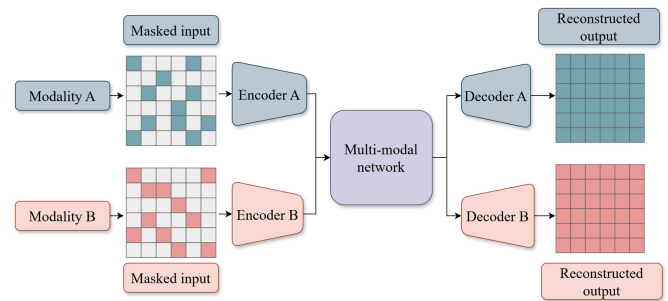 Masked input
Reconstructed
output
Modality A
Encoder A
Decoder A
Multi-modal
network
Modality B
Encoder B
Decoder B
Masked input
Reconstructed
output